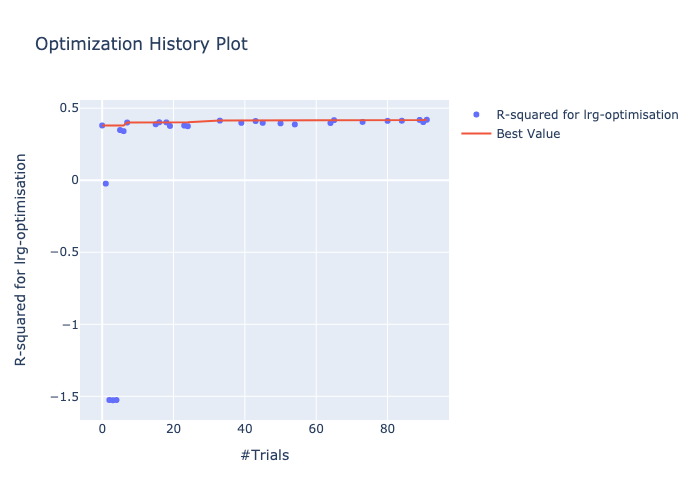 Optimization History Plot
R-squared for lrg-optimisation
Best Value
0.5
0
−0.5
−1
−1.5
R-squared for lrg-optimisation
0
20
40
60
80
#Trials